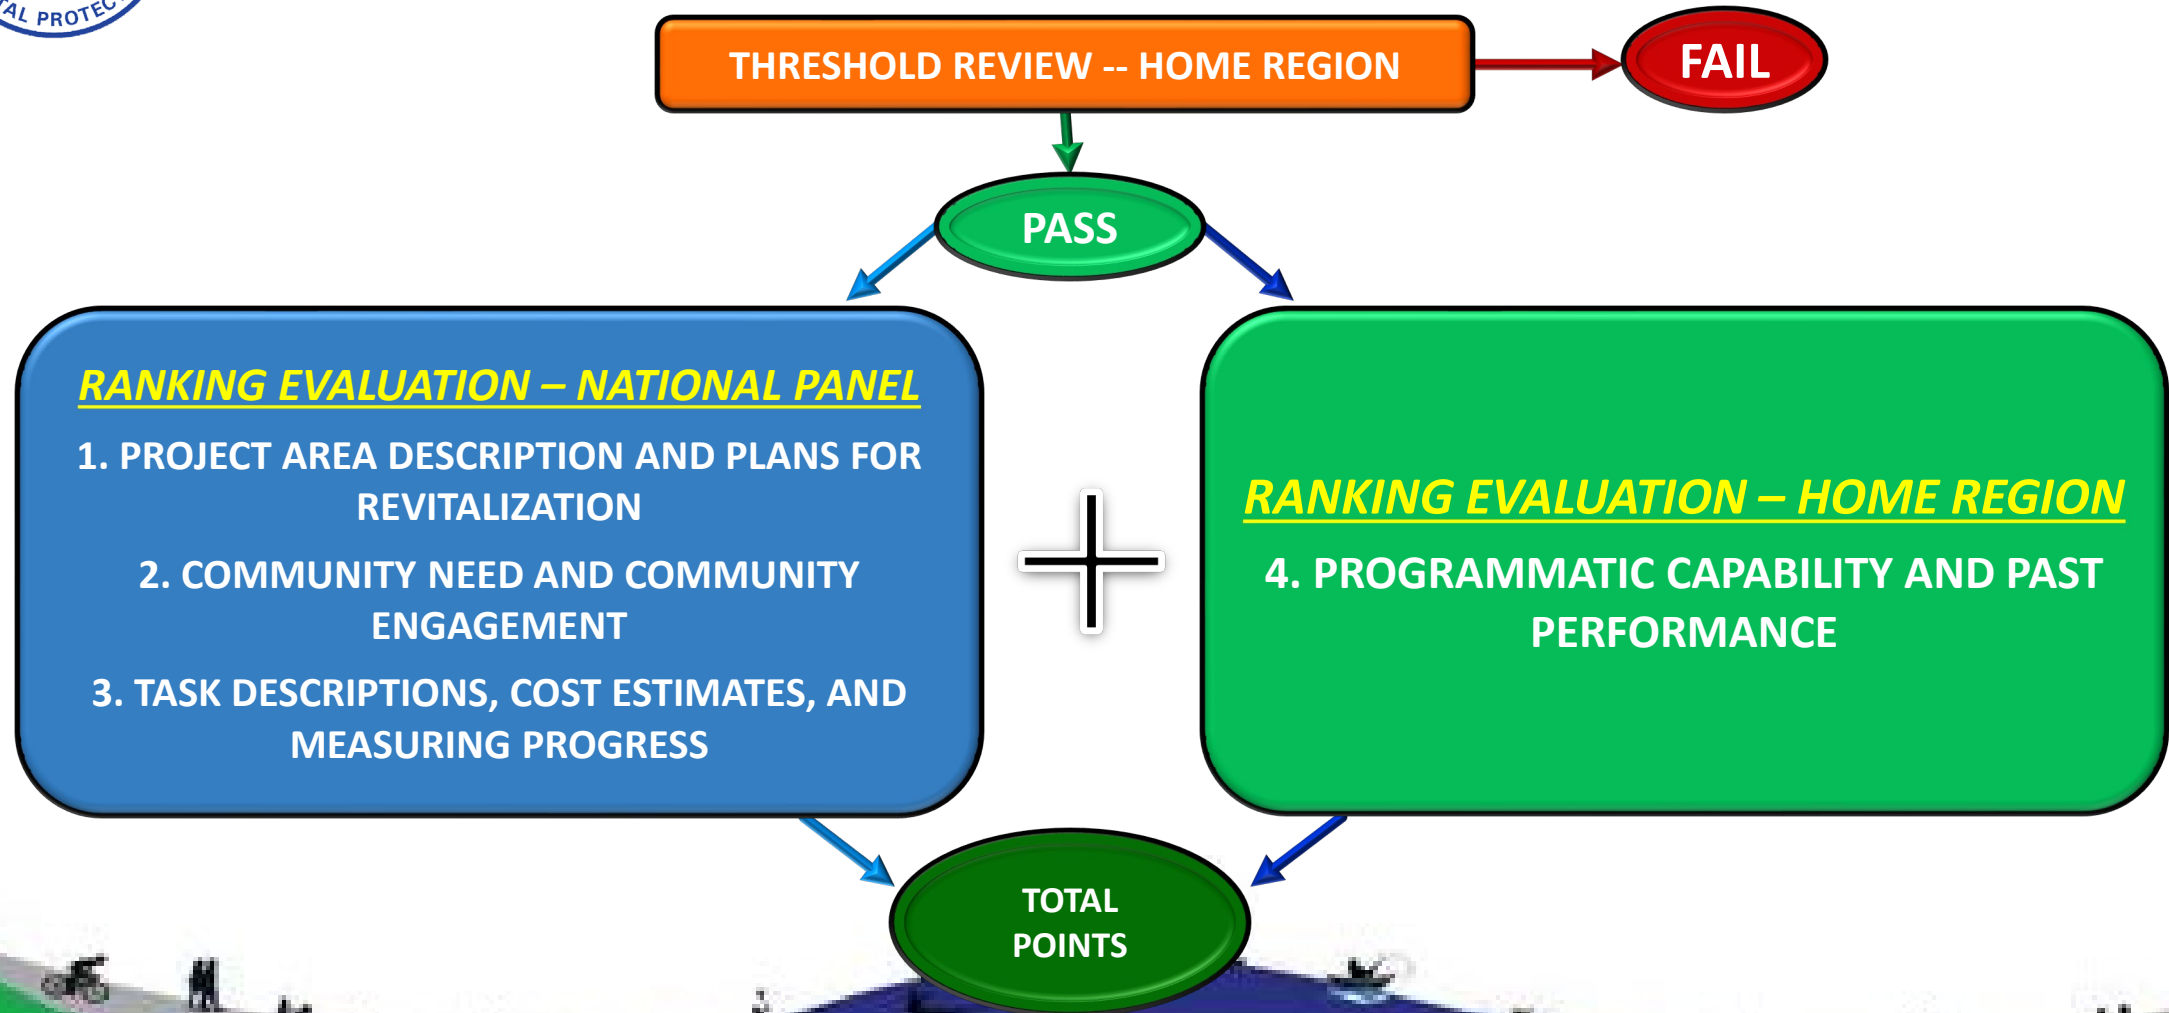 TAL PROTEC
THRESHOLD REVIEW -- HOME REGION
FAIL
PASS
RANKING EVALUATION – NATIONAL PANEL
1. PROJECT AREA DESCRIPTION AND PLANS FOR
REVITALIZATION
2. COMMUNITY NEED AND COMMUNITY
ENGAGEMENT
3. TASK DESCRIPTIONS, COST ESTIMATES, AND
MEASURING PROGRESS
RANKING EVALUATION – HOME REGION
4. PROGRAMMATIC CAPABILITY AND PAST
PERFORMANCE
TOTAL
POINTS